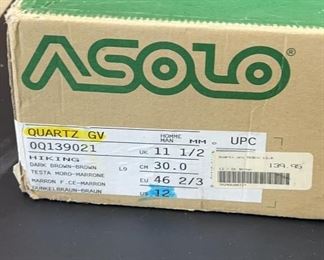 ASOLO®
QUARTZ GV HOMME MAN MM. UPC
0Q139021 UK 11 1/2
HIKING
DARK BROWN-BROWN L9 CM 30.0 139.95
TESTA MORO-MARRONE
MARRON F.CE-MARRON EU 46 2/3
DUNKELBRAUN-BRAUN US 12